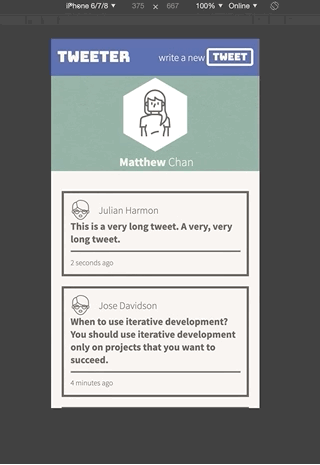 iPhone 6/7/8 ▼ 375 × 667 100% ▼ Online ▼
TWEETER
write a new TWEET
Matthew Chan
Julian Harmon
This is a very long tweet. A very, very
long tweet.
2 seconds ago
Jose Davidson
When to use iterative development?
You should use iterative development
only on projects that you want to
succeed.
4 minutes ago